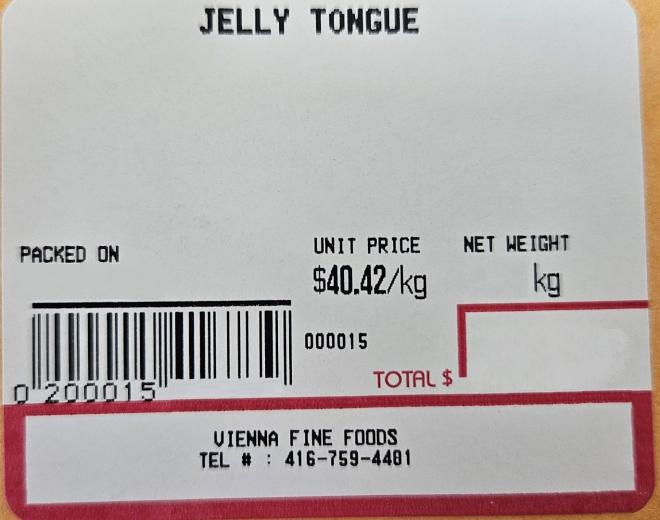 JELLY TONGUE
PACKED ON
UNIT PRICE
NET WEIGHT
$40.42/kg
kg
000015
0 200015
TOTAL $
VIENNA FINE FOODS
TEL # : 416-759-4481